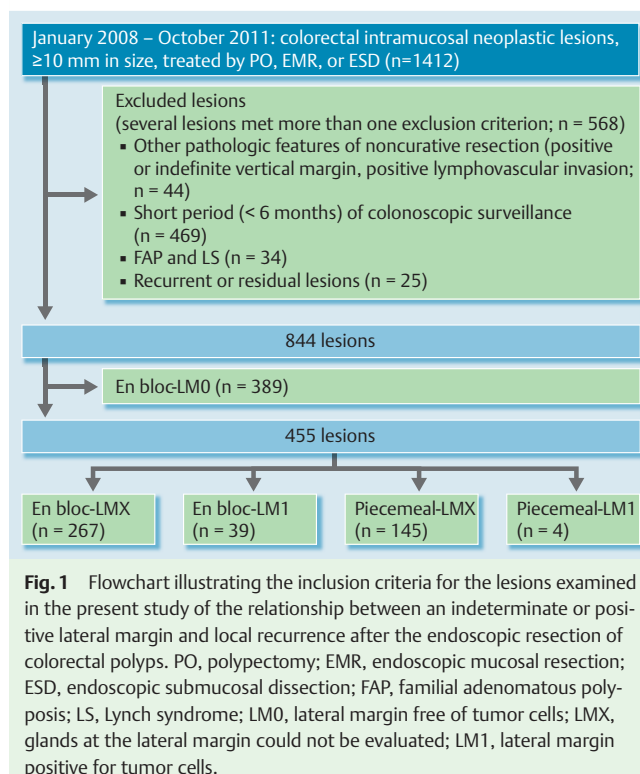 January 2008 – October 2011: colorectal intramucosal neoplastic lesions,
≥10 mm in size, treated by PO, EMR, or ESD (n=1412)
Excluded lesions
(several lesions met more than one exclusion criterion; n = 568)
▪ Other pathologic features of noncurative resection (positive
or indefinite vertical margin, positive lymphovascular invasion;
n = 44)
▪ Short period (< 6 months) of colonoscopic surveillance
(n = 469)
▪ FAP and LS (n = 34)
▪ Recurrent or residual lesions (n = 25)
844 lesions
En bloc-LM0 (n = 389)
455 lesions
En bloc-LMX
(n = 267)
En bloc-LM1
(n = 39)
Piecemeal-LMX
(n = 145)
Piecemeal-LM1
(n = 4)
Fig. 1 Flowchart illustrating the inclusion criteria for the lesions examined
in the present study of the relationship between an indeterminate or posi-
tive lateral margin and local recurrence after the endoscopic resection of
colorectal polyps. PO, polypectomy; EMR, endoscopic mucosal resection;
ESD, endoscopic submucosal dissection; FAP, familial adenomatous poly-
posis; LS, Lynch syndrome; LM0, lateral margin free of tumor cells; LMX,
glands at the lateral margin could not be evaluated; LM1, lateral margin
positive for tumor cells.